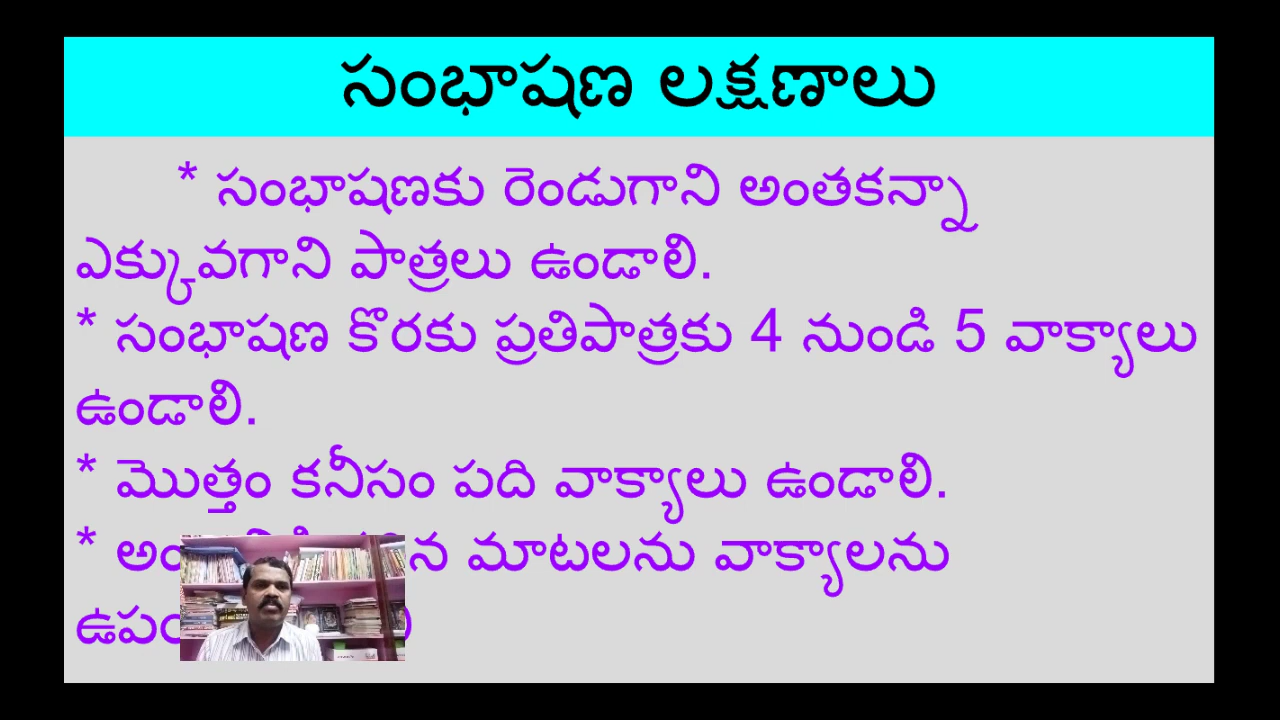 సంభాషణ లక్షణాలు
* సంభాషణకు రెండుగాని అంతకన్నా
ఎక్కువగాని పాత్రలు ఉండాలి.
* సంభాషణ కొరకు ప్రతిపాత్రకు 4 నుండి 5 వాక్యాలు
ఉండాలి.
* మొత్తం కనీసం పది వాక్యాలు ఉండాలి.
* మాటలను వాక్యాలను